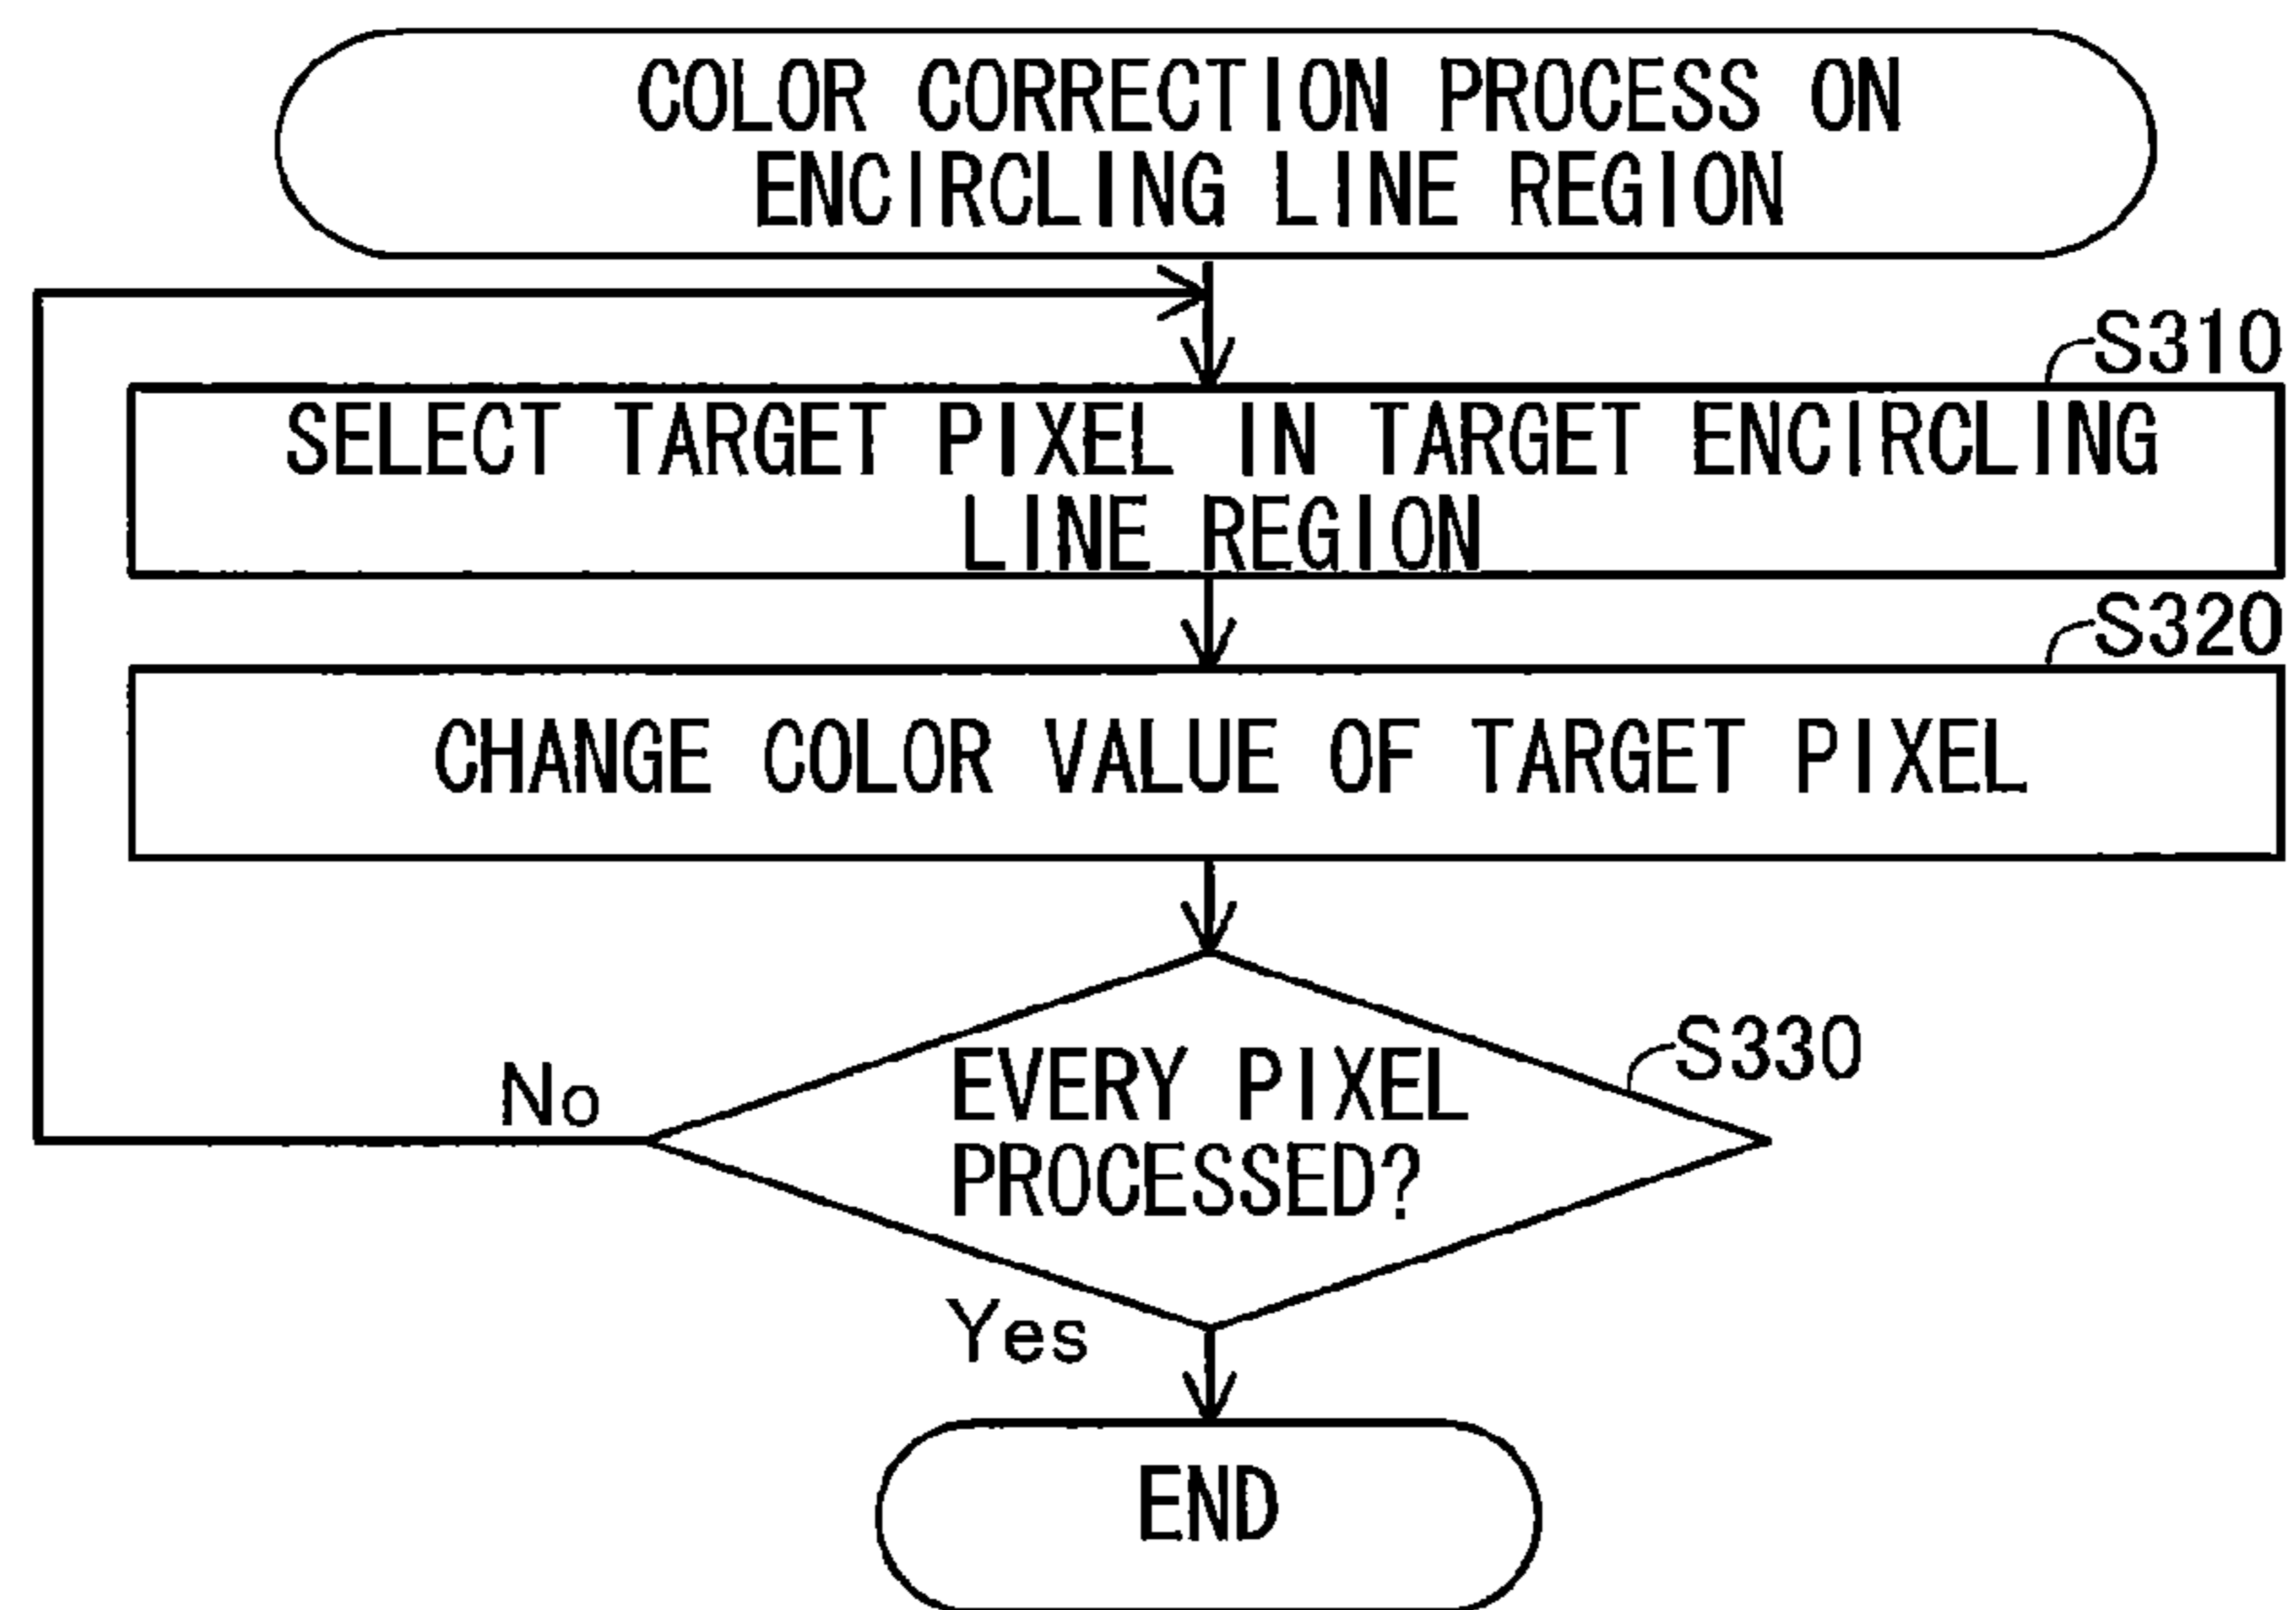 COLOR CORRECTION PROCESS ON
ENCIRCLING LINE REGION
S310
SELECT TARGET PIXEL IN TARGET ENCIRCLING
LINE REGION
S320
CHANGE COLOR VALUE OF TARGET PIXEL
S330
EVERY PIXEL
PROCESSED?
No
Yes
END